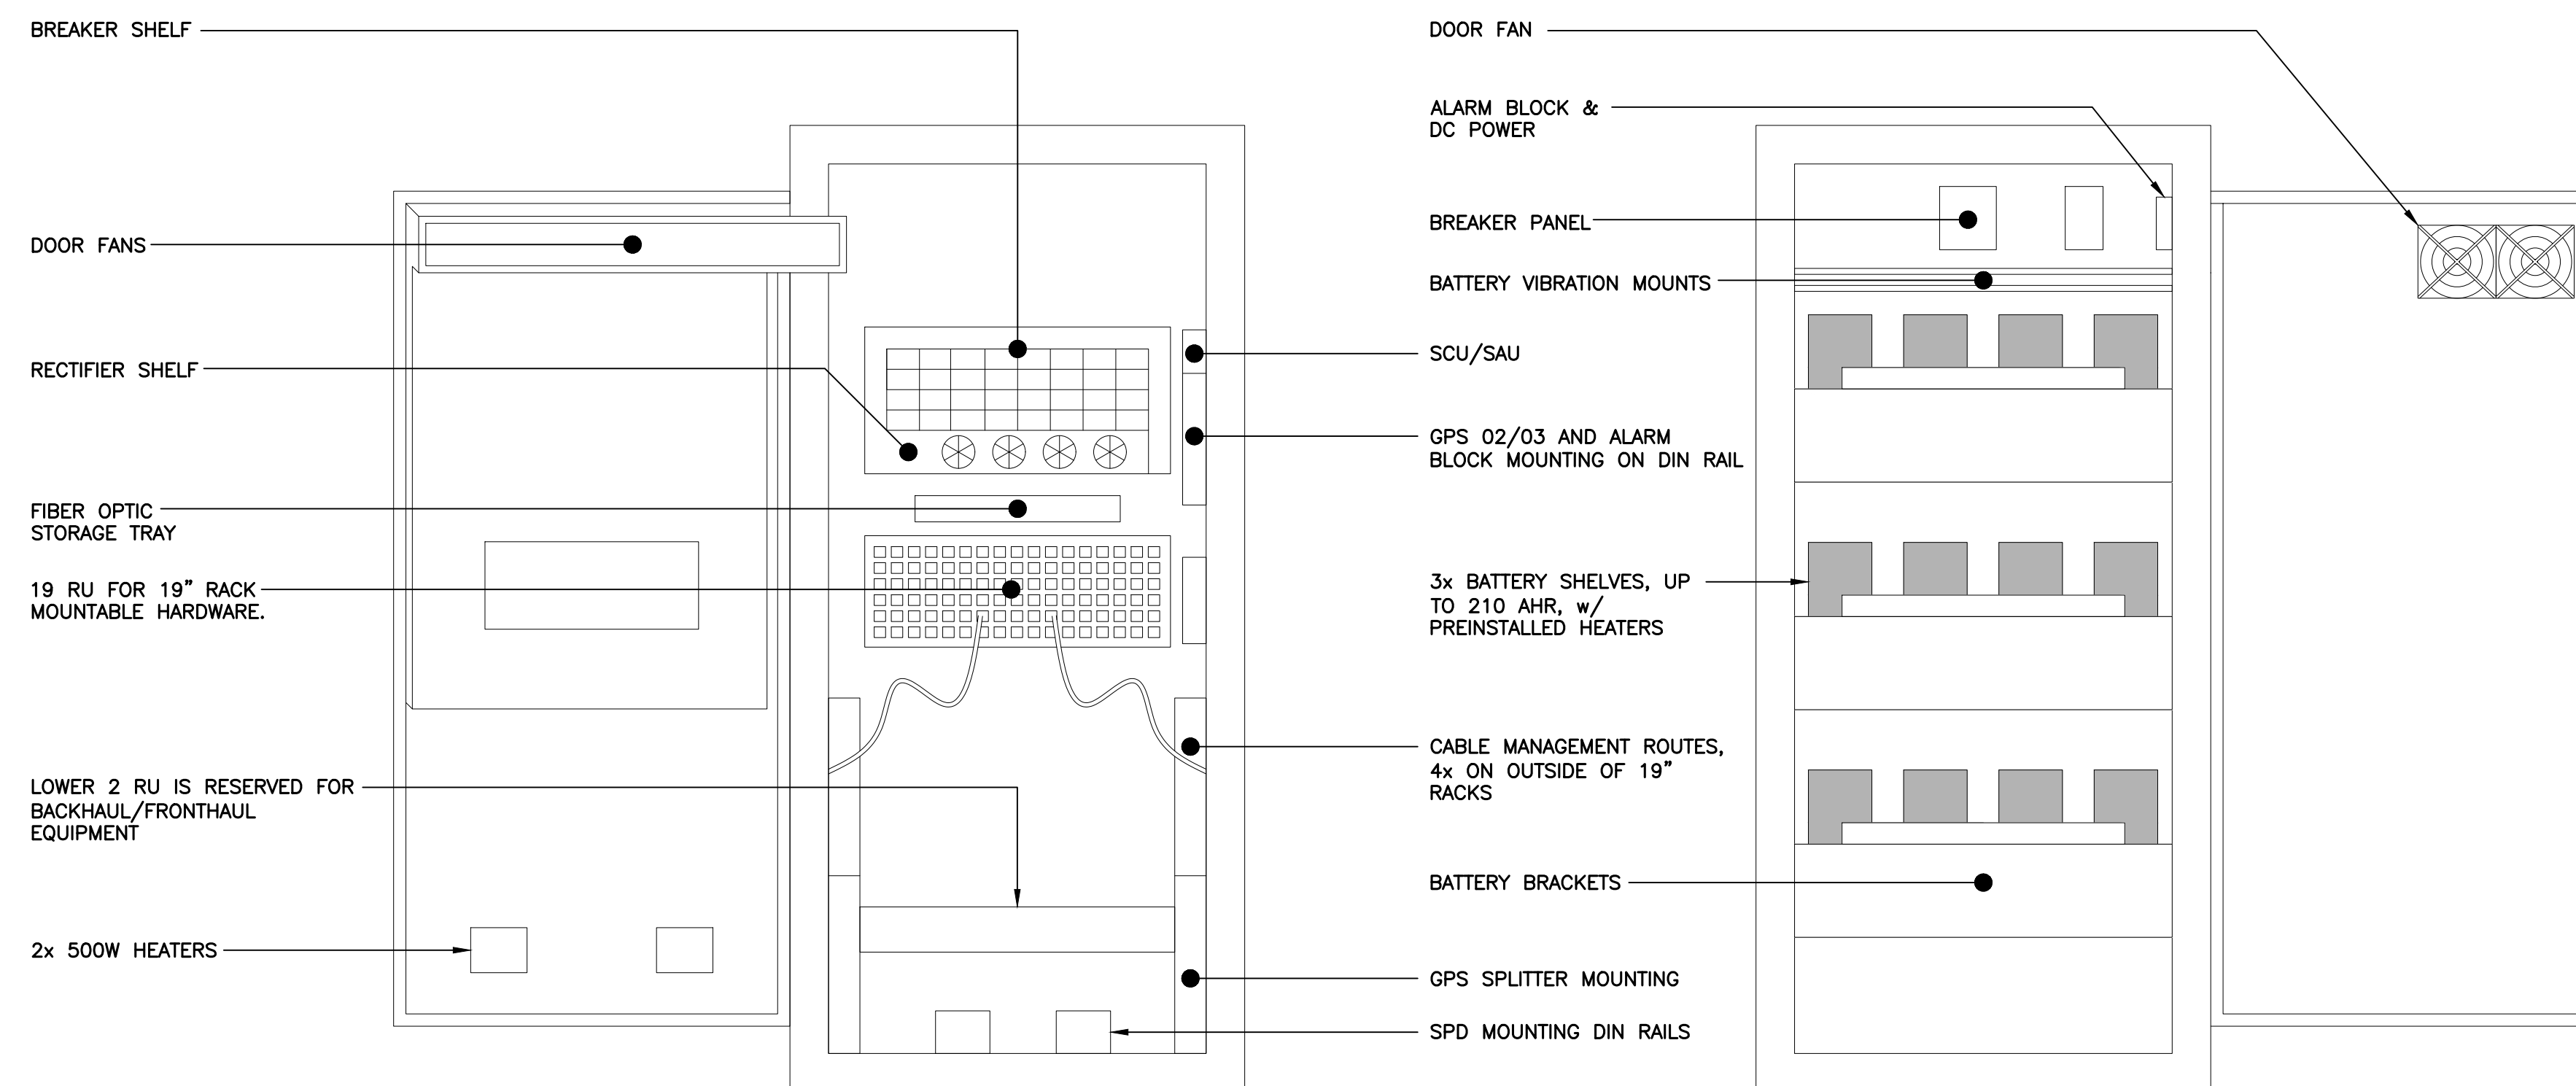 BREAKER SHELF
DOOR FANS
RECTIFIER SHELF
FIBER OPTIC
STORAGE TRAY
19 RU FOR 19” RACK
MOUNTABLE HARDWARE.
LOWER 2 RU IS RESERVED FOR
BACKHAUL/FRONTHAUL
EQUIPMENT
2x 500W HEATERS
DOOR FAN
ALARM BLOCK &
DC POWER
BREAKER PANEL
BATTERY VIBRATION MOUNTS
SCU/SAU
GPS 02/03 AND ALARM
BLOCK MOUNTING ON DIN RAIL
3x BATTERY SHELVES, UP
TO 210 AHR, w/
PREINSTALLED HEATERS
CABLE MANAGEMENT ROUTES,
4x ON OUTSIDE OF 19”
RACKS
BATTERY BRACKETS
GPS SPLITTER MOUNTING
SPD MOUNTING DIN RAILS